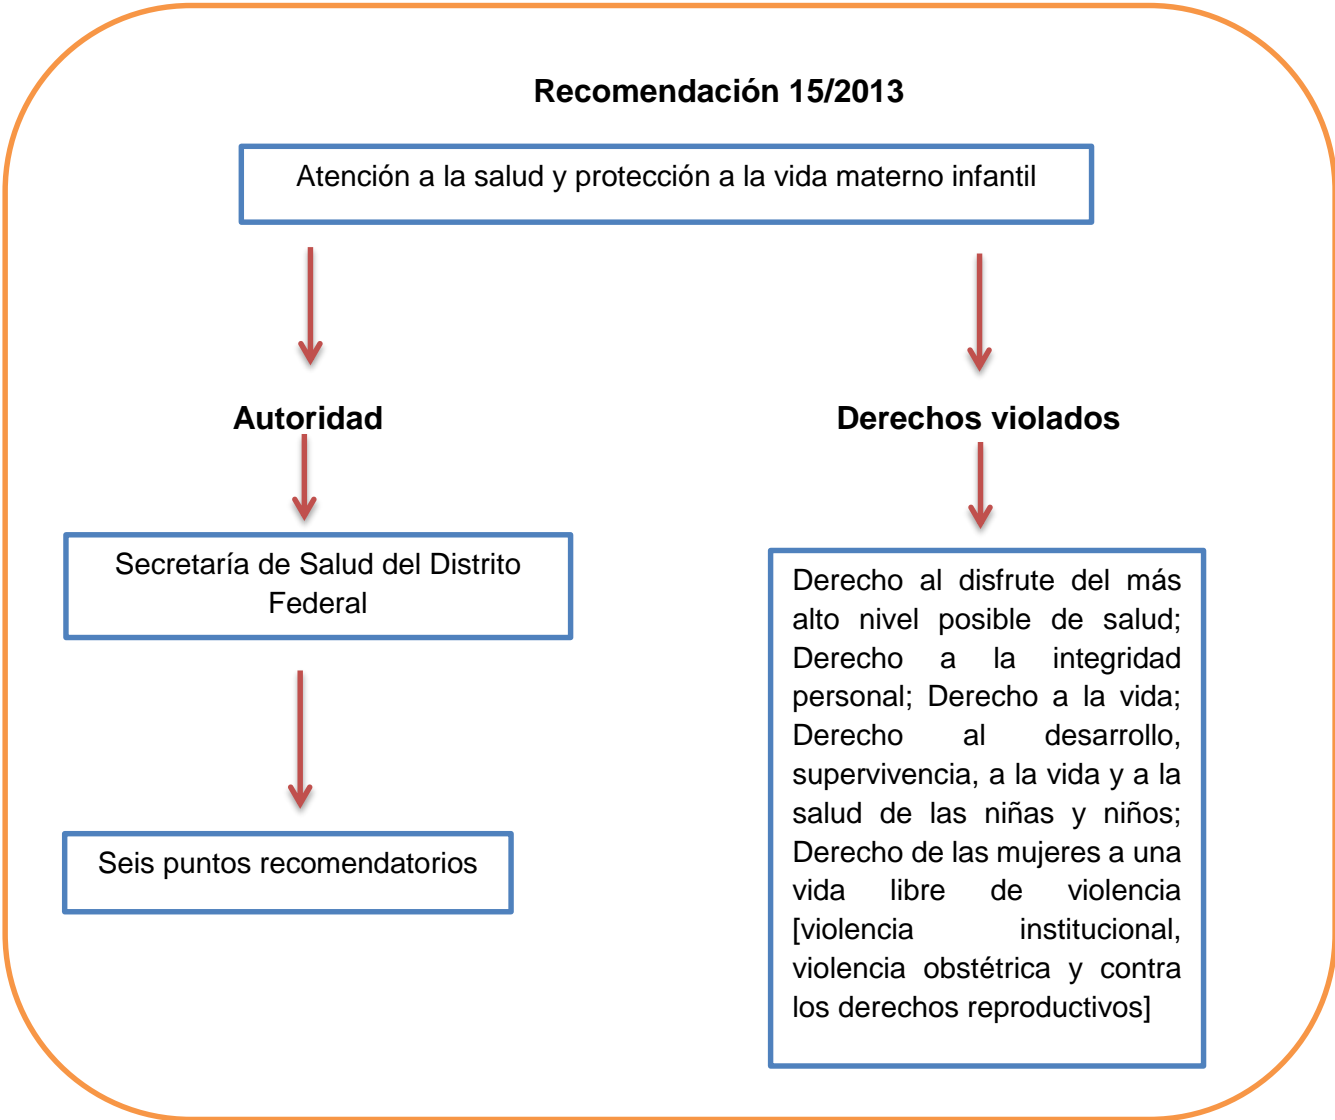 Recomendación 15/2013
Atención a la salud y protección a la vida materno infantil
Autoridad
Secretaría de Salud del Distrito
Federal
Seis puntos recomendatorios
Derechos violados
Derecho al disfrute del más
alto nivel posible de salud;
Derecho a la integridad
personal; Derecho a la vida;
Derecho al desarrollo,
supervivencia, a la vida y a la
salud de las niñas y niños;
Derecho de las mujeres a una
vida libre de violencia
[violencia institucional,
violencia obstétrica y contra
los derechos reproductivos]